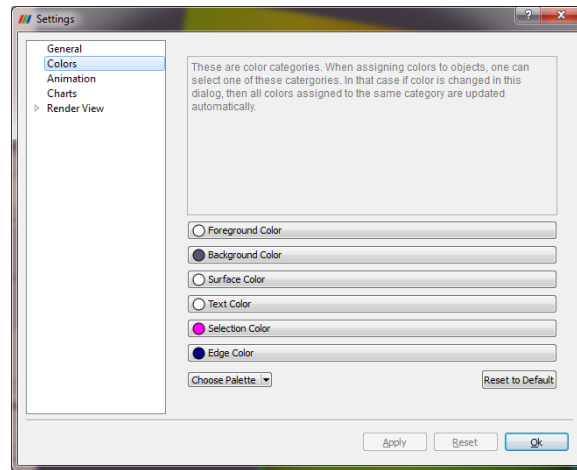 Settings
General
Colors
Animation
Charts
Render View
These are color categories. When assigning colors to objects, one can
select one of these catergories. In that case if color is changed in this
dialog, then all colors assigned to the same category are updated
automatically.
Foreground Color
Background Color
Surface Color
Text Color
Selection Color
Edge Color
Choose Palette
Reset to Default
Apply
Reset
Ok